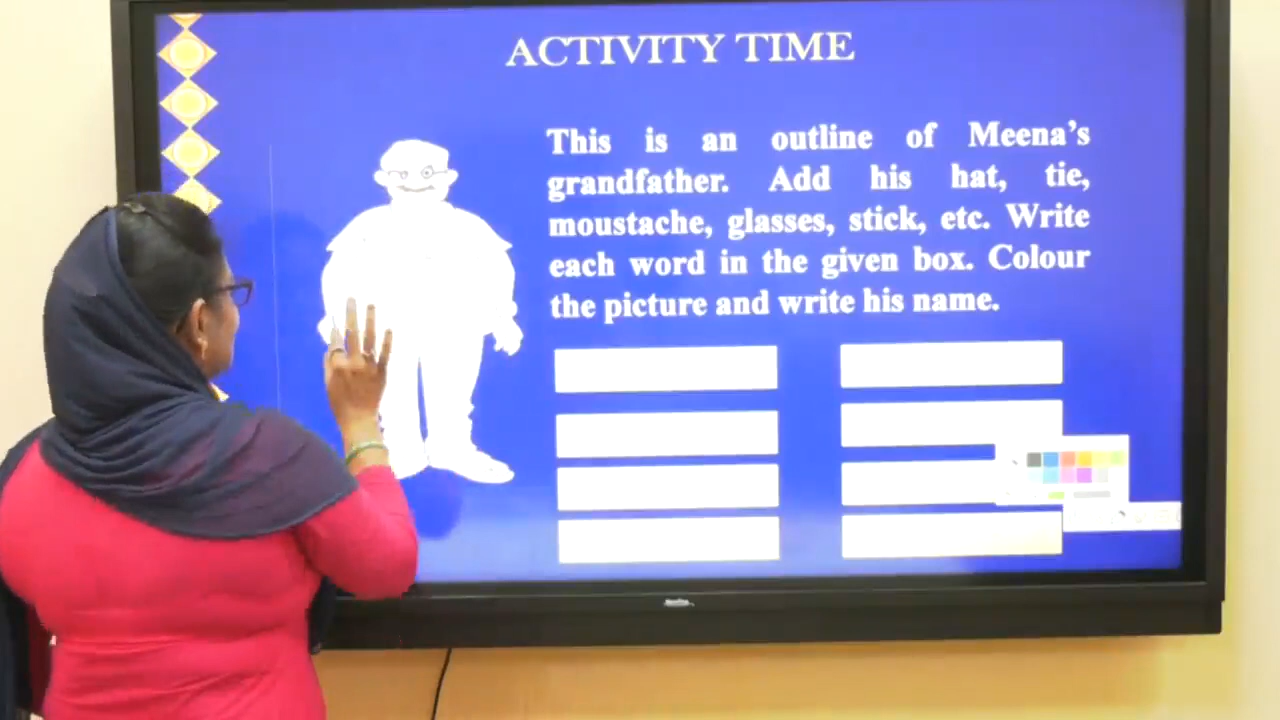 ACTIVITY TIME
This is an outline of Meena's
grandfather. Add his hat, tie,
moustache, glasses, stick, etc. Write
each word in the given box. Colour
the picture and write his name.